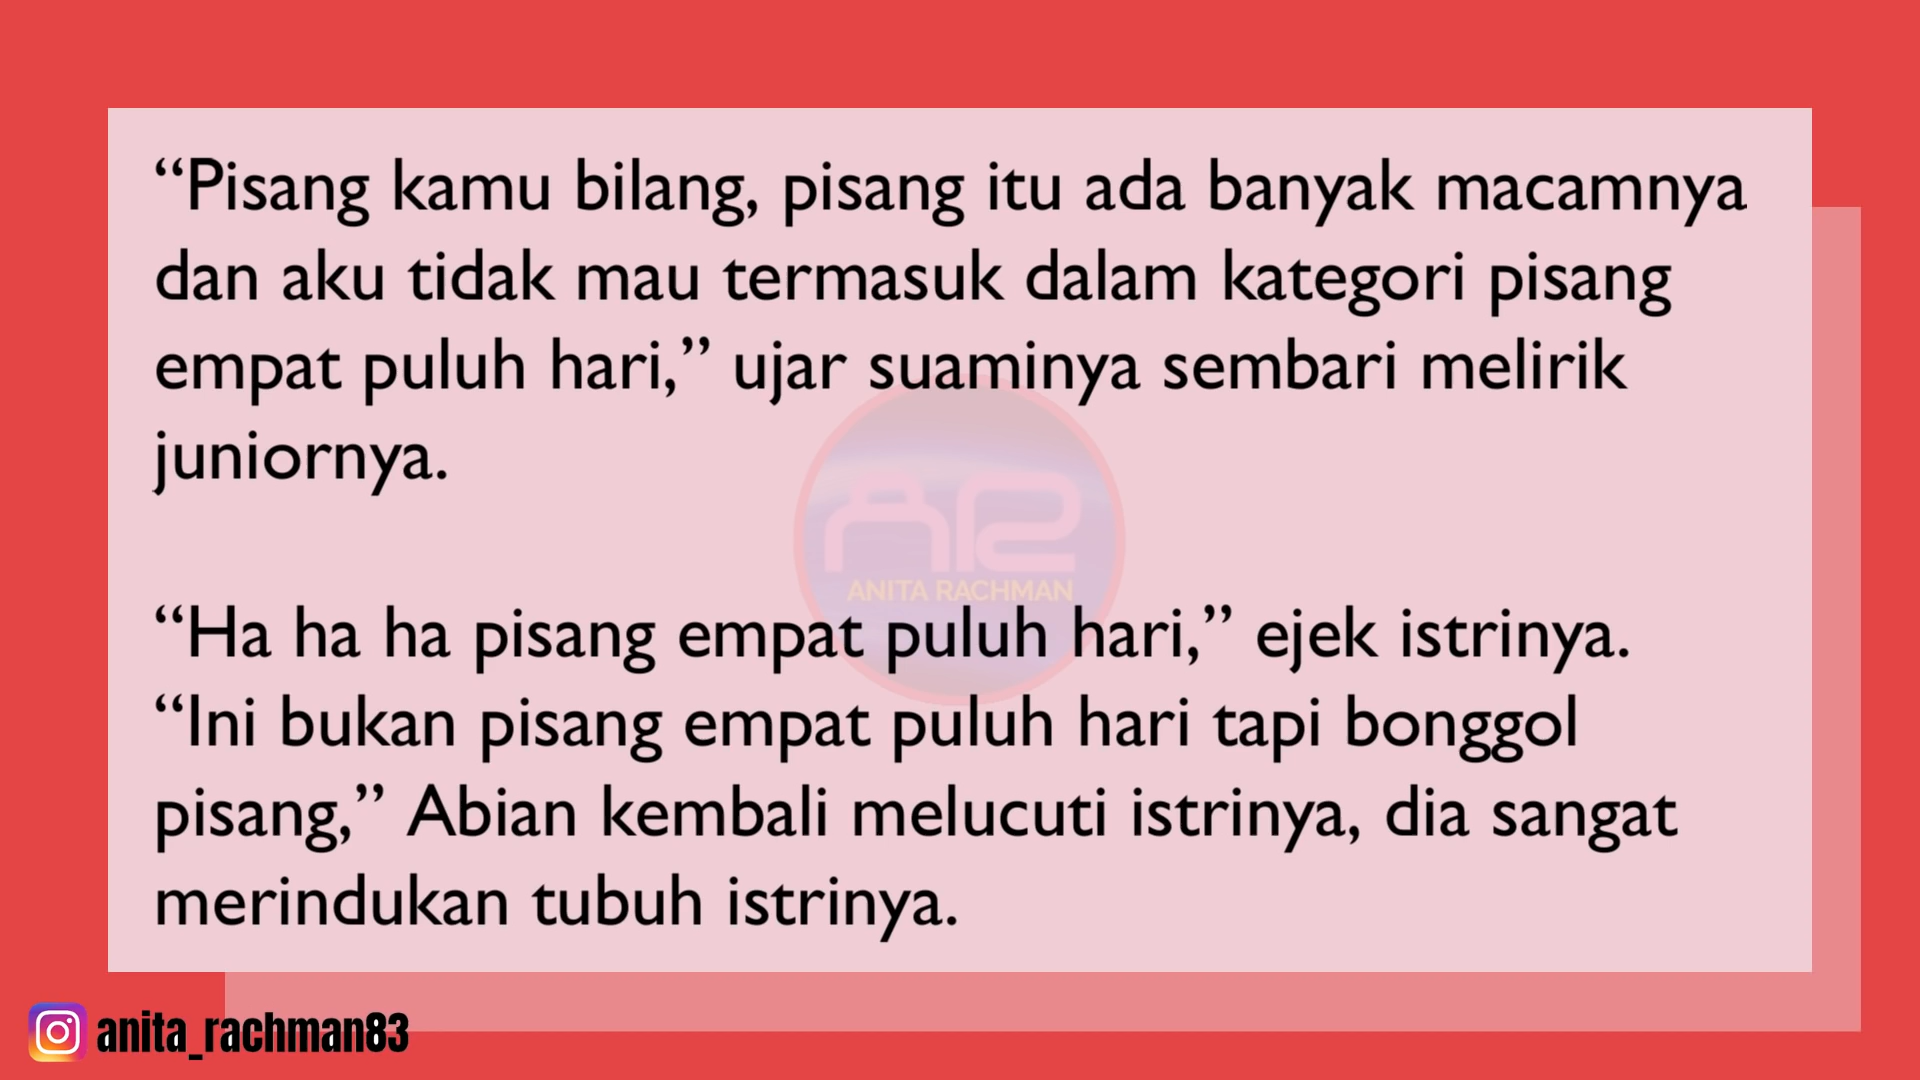 “Pisang kamu bilang, pisang itu ada banyak macamnya
dan aku tidak mau termasuk dalam kategori pisang
empat puluh hari,” ujar suaminya sembari melirik
juniornya.
AR
ANITA RACHMAN
“Ha ha ha pisang empat puluh hari,” ejek istrinya.
“Ini bukan pisang empat puluh hari tapi bonggol
pisang,” Abian kembali melucuti istrinya, dia sangat
merindukan tubuh istrinya.
anita_rachman83